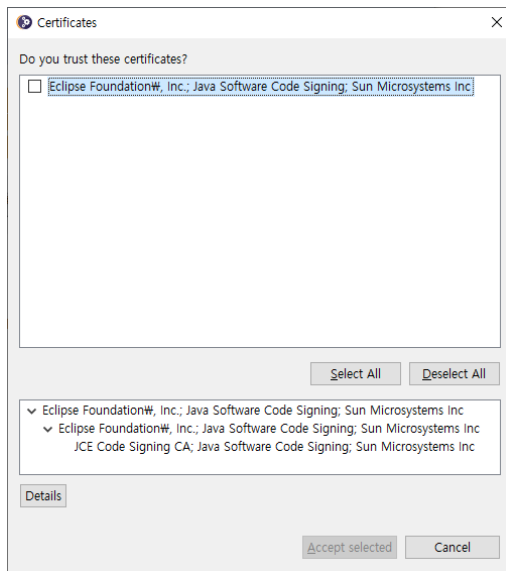 Certificates
Do you trust these certificates?
Eclipse Foundation₩, Inc.; Java Software Code Signing; Sun Microsystems Inc
Select All
Deselect All
Eclipse Foundation₩, Inc.; Java Software Code Signing; Sun Microsystems Inc
Eclipse Foundation₩, Inc.; Java Software Code Signing; Sun Microsystems Inc
JCE Code Signing CA; Java Software Code Signing; Sun Microsystems Inc
Details
Accept selected
Cancel